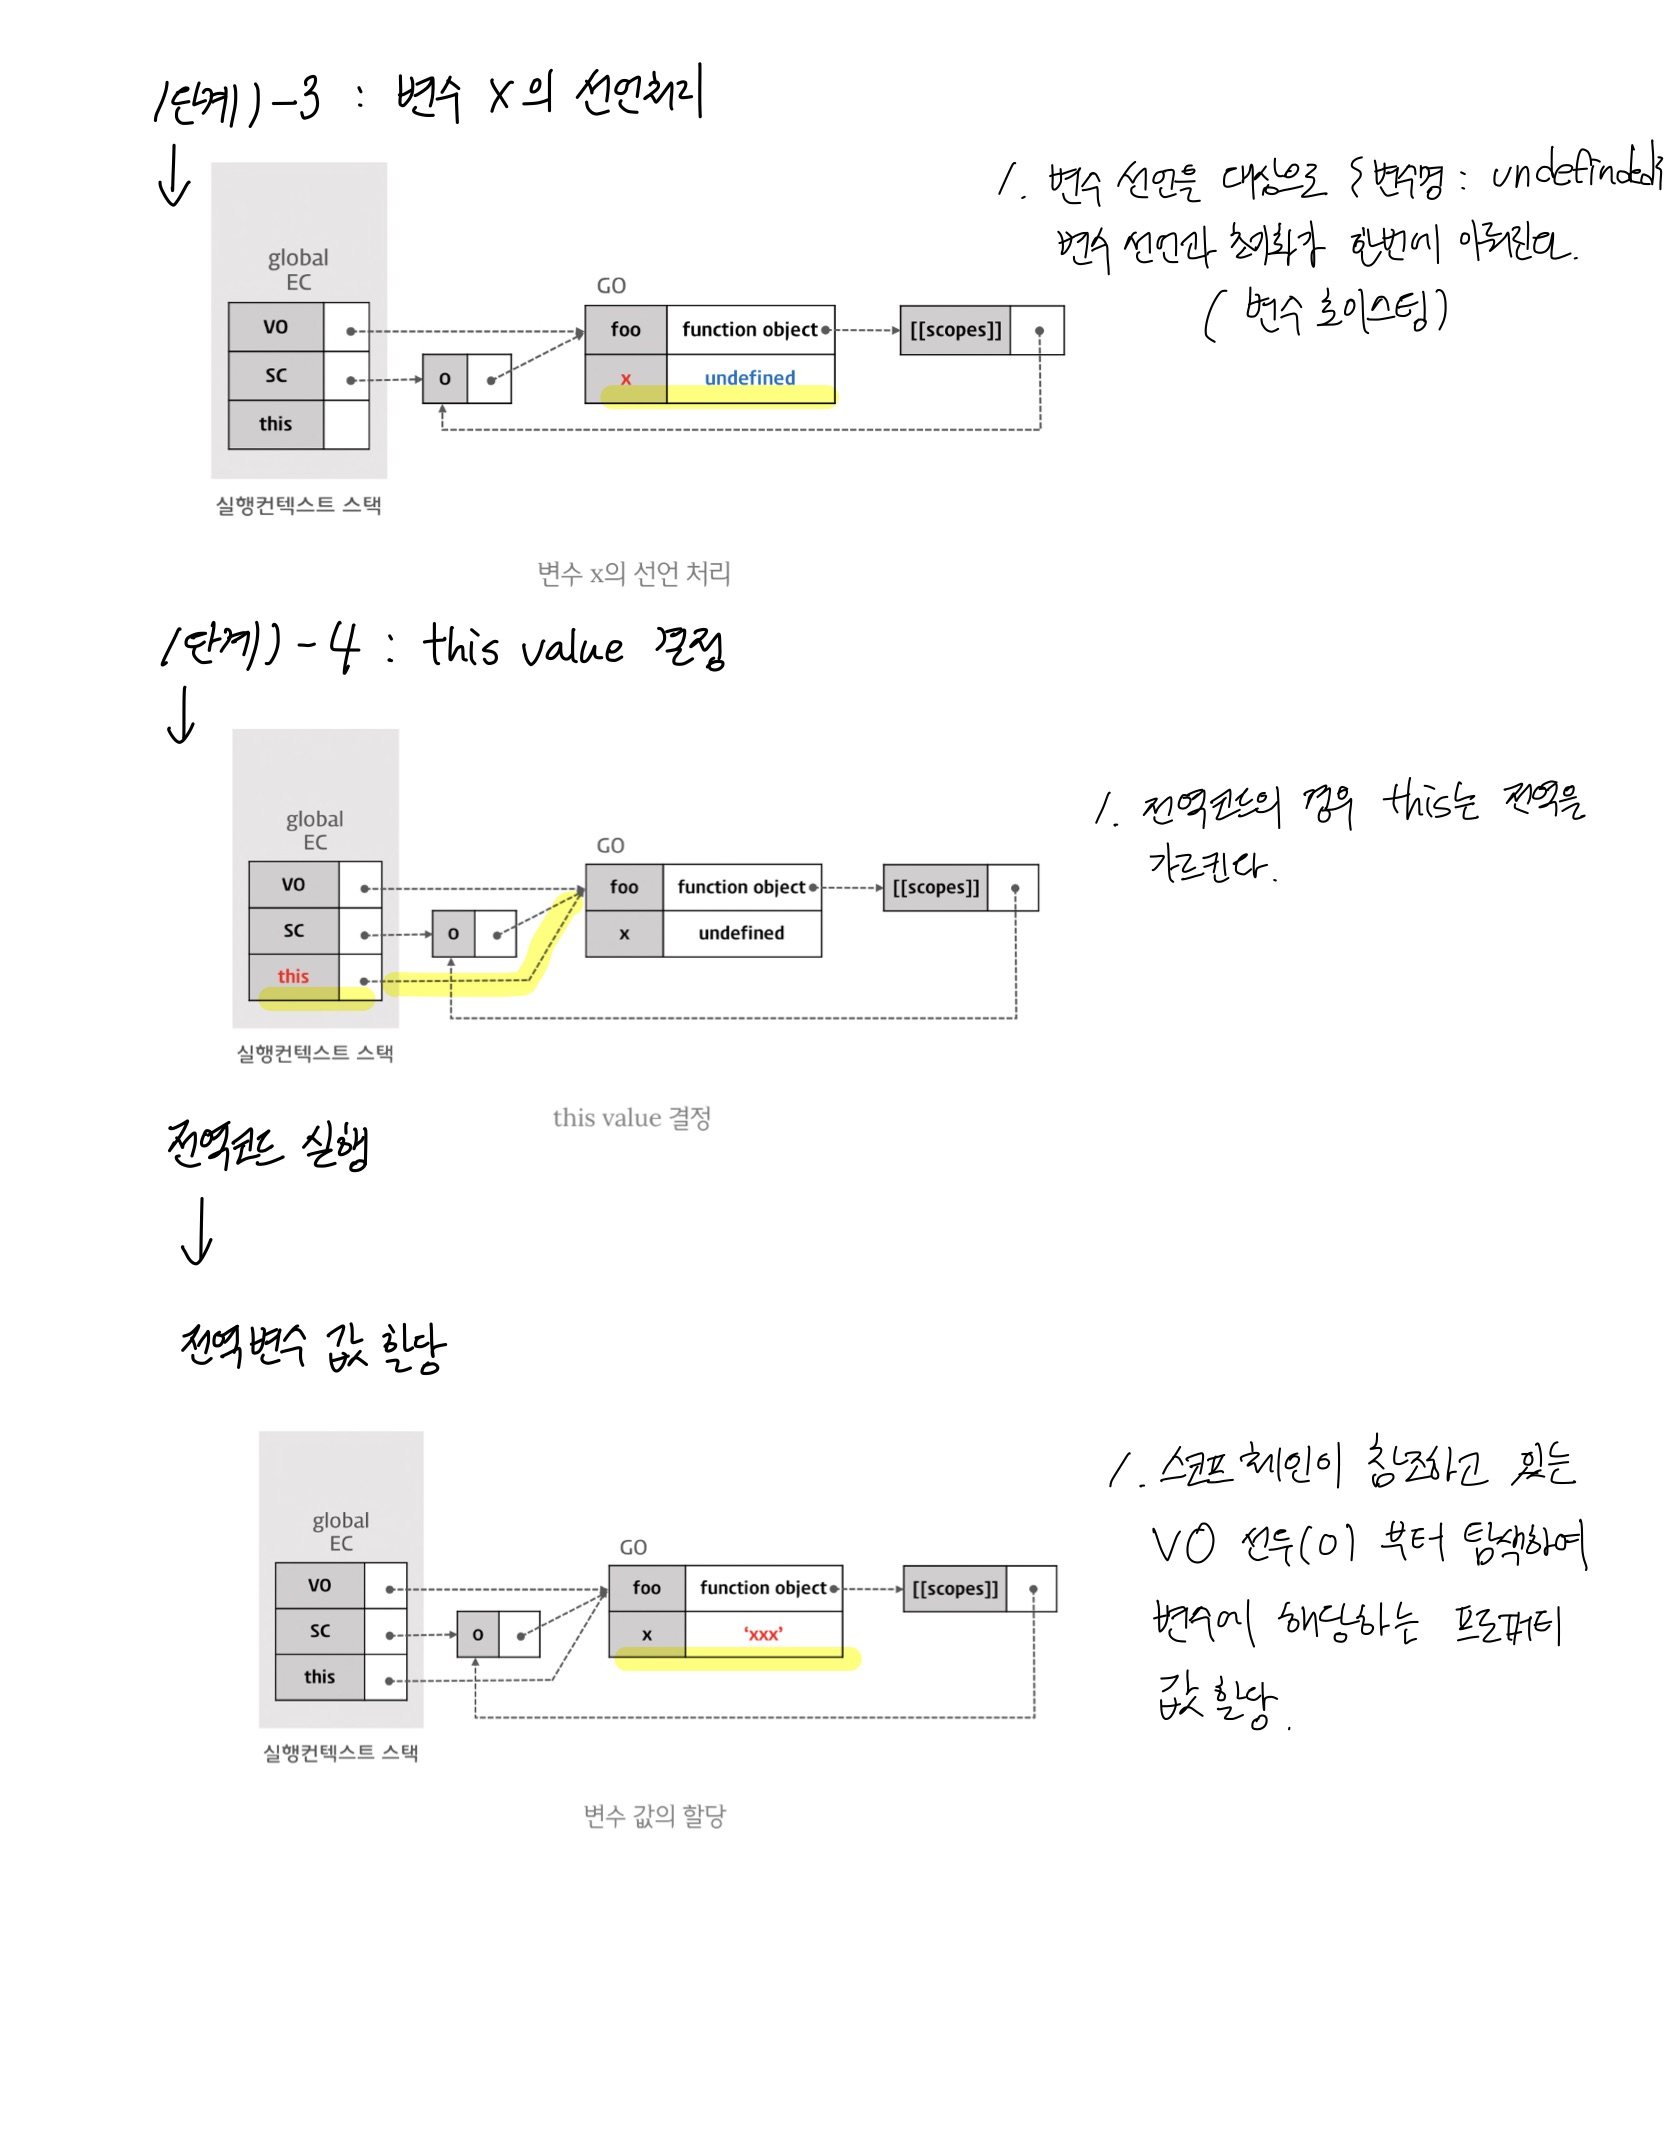 1단계)-3 : 변수 x의 선언처리
1. 변수 선언을 대상으로 {변수명: undefinded}
변수 선언과 초기화가 한번에 이뤄진다.
(변수 호이스팅)
global
EC
GO
VO
foo
function object
[[scopes]]
SC
0
x
undefined
this
실행컨텍스트 스택
변수 x의 선언 처리
1단계)-4 : this value 결정
1. 전역코드의 경우 this는 전역을
가르킨다.
global
EC
GO
VO
foo
function object
[[scopes]]
SC
0
x
undefined
this
실행컨텍스트 스택
this value 결정
전역코드 실행
전역변수 값 할당
1. 스코프 체인이 참조하고 있는
VO 선두(0) 부터 탐색하여
변수에 해당하는 프로퍼티
값 할당.
global
EC
GO
VO
foo
function object
[[scopes]]
SC
0
x
'xxx'
this
실행컨텍스트 스택
변수 값의 할당